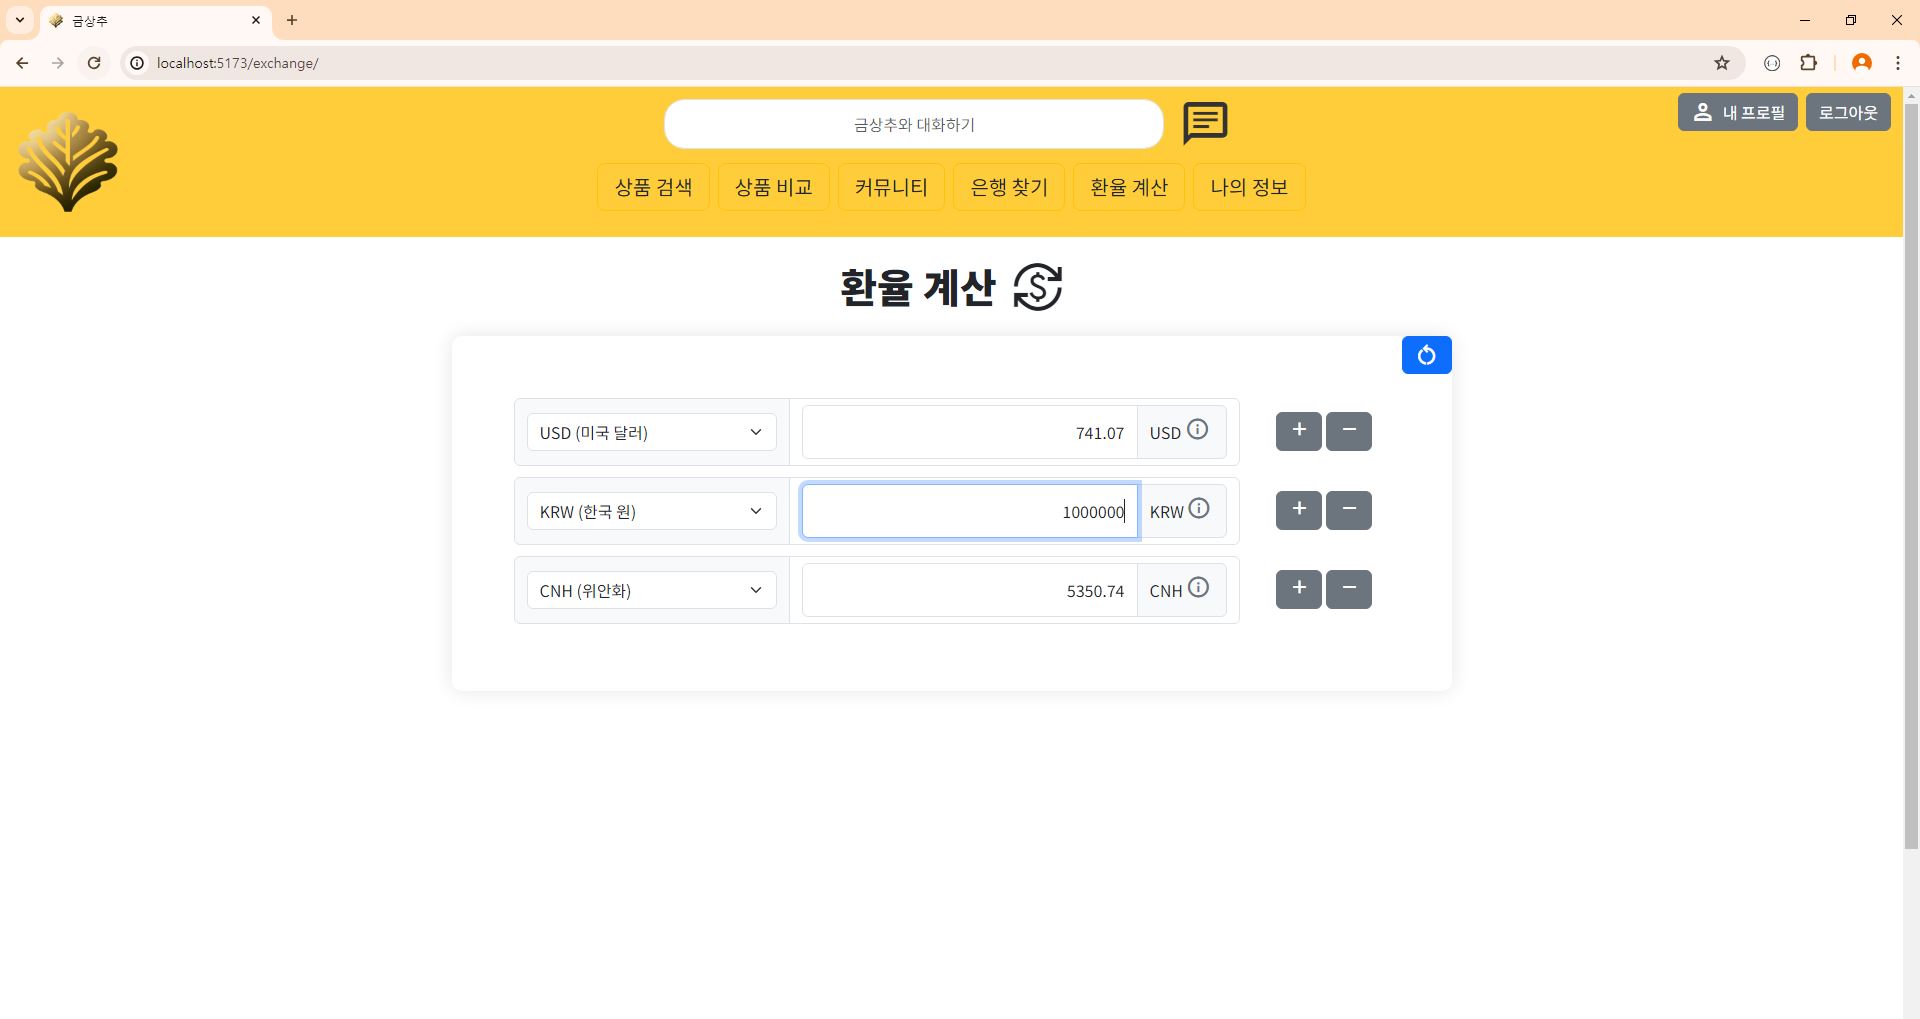 금상추
localhost:5173/exchange/
금상추와 대화하기
내 프로필
로그아웃
상품 검색
상품 비교
커뮤니티
은행 찾기
환율 계산
나의 정보
환율 계산
USD (미국 달러)
741.07
USD
KRW (한국 원)
1000000
KRW
CNH (위안화)
5350.74
CNH